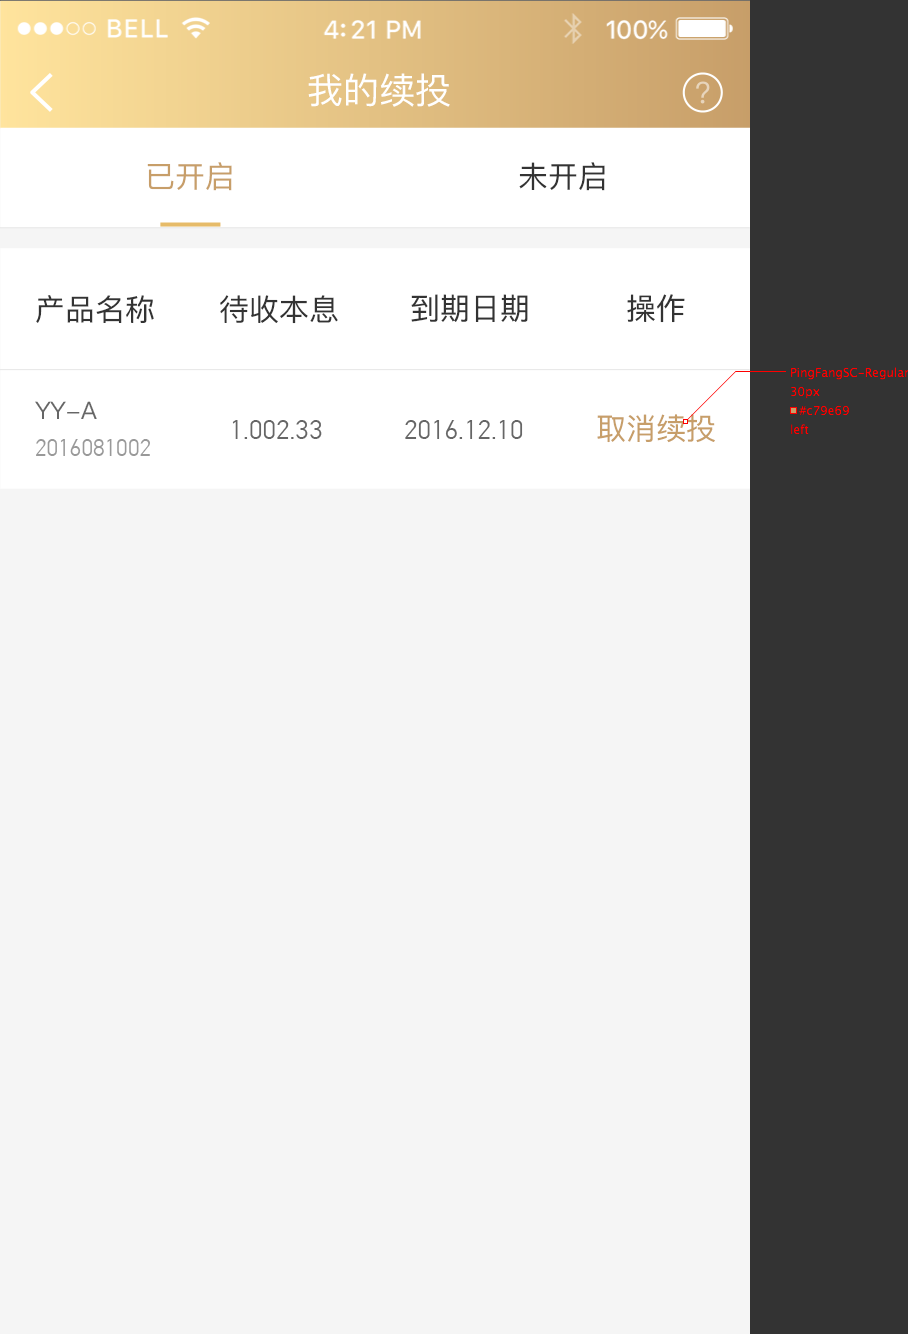 BELL 4:21 PM 100%
我的续投 ?
已开启 未开启
产品名称 待收本息 到期日期 操作
YY-A
2016081002
1.002.33 2016.12.10 取消续投
PingFangSC-Regular
30px
#c79e69
left